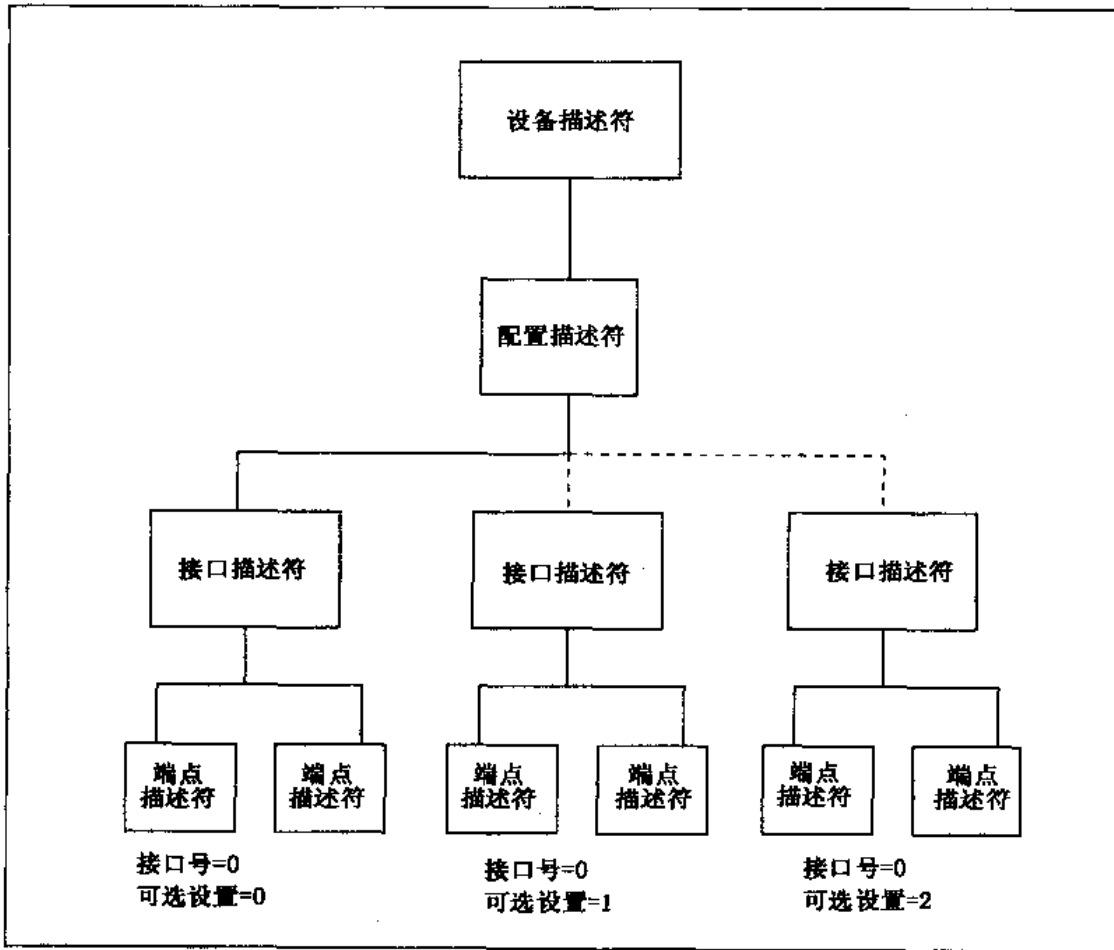 设备描述符
配置描述符
接口描述符
接口描述符
接口描述符
端点
描述符
端点
描述符
端点
描述符
端点
描述符
端点
描述符
端点
描述符
接口号=0
可选设置=0
接口号=0
可选设置=1
接口号=0
可选设置=2